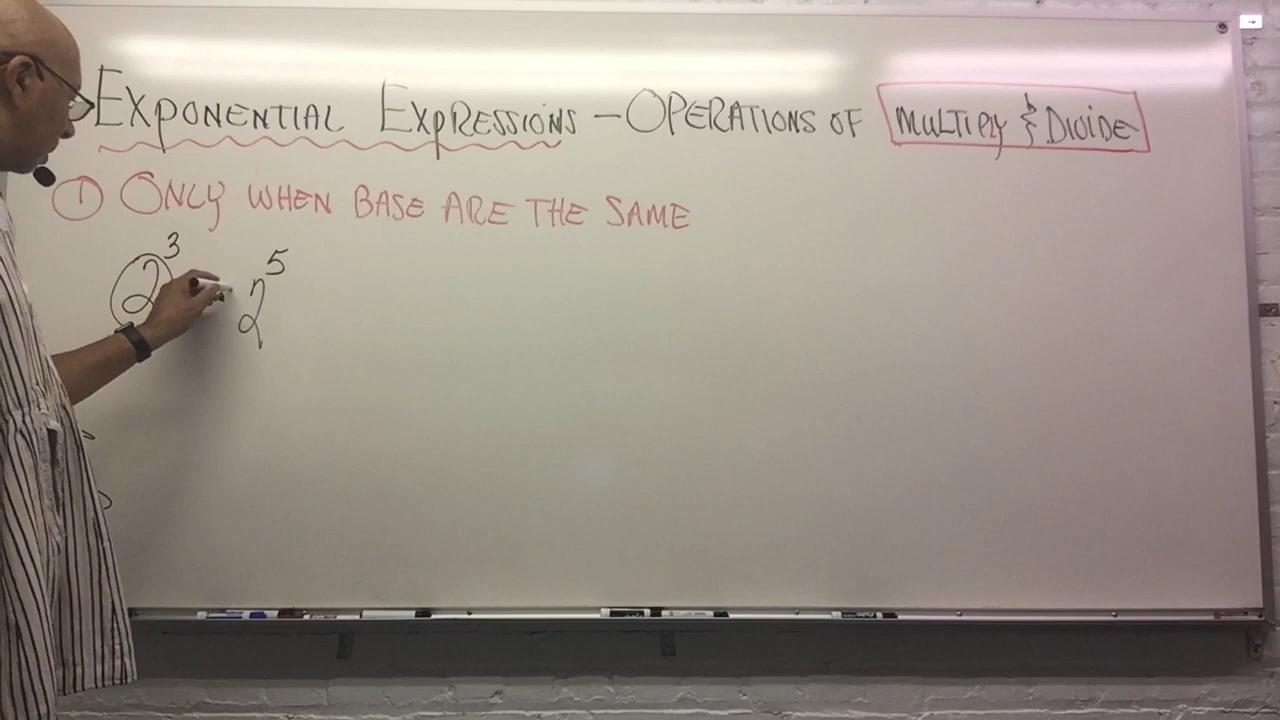 EXPONENTIAL EXPRESSIONS – OPERATIONS OF MULTIPLY & DIVIDE
① ONLY WHEN BASE ARE THE SAME
2³ 2⁵